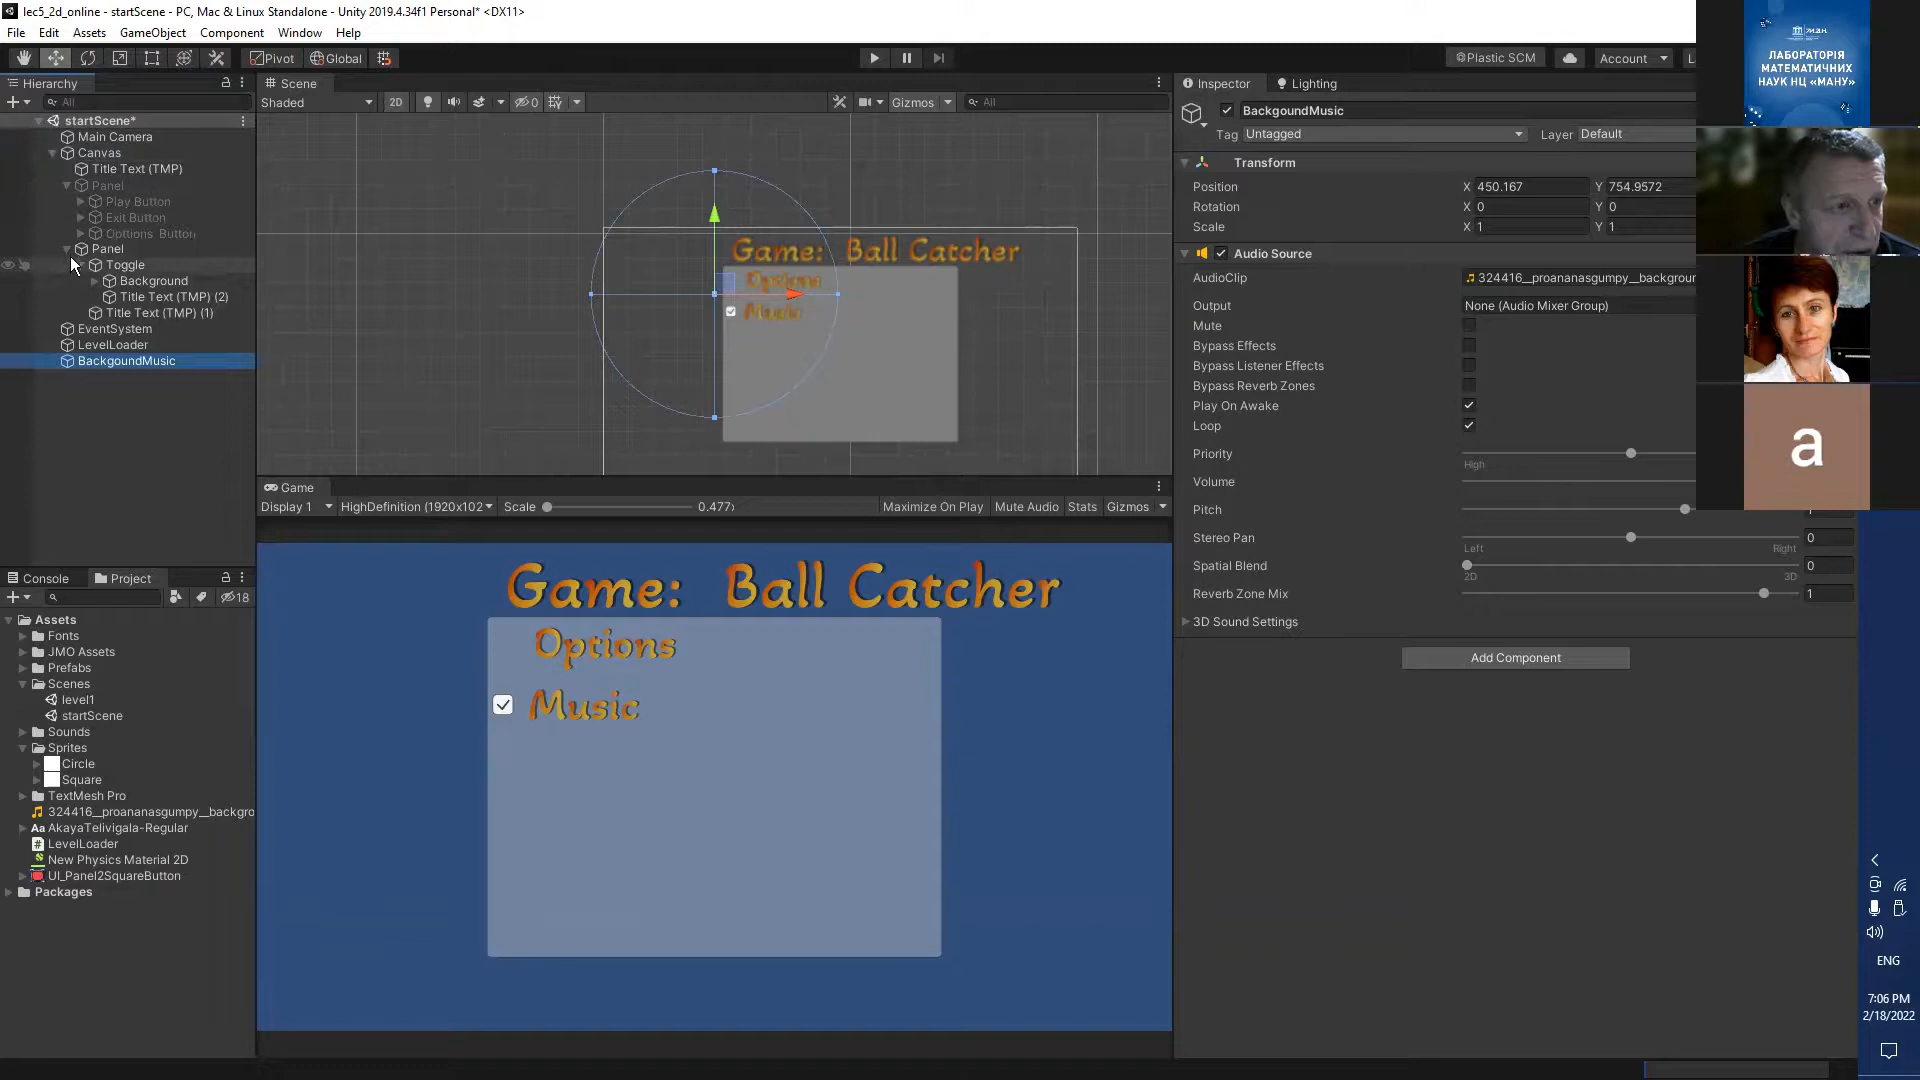 lec5_2d_online - startScene - PC, Mac & Linux Standalone - Unity 2019.4.34f1 Personal* <DX11>
File Edit Assets GameObject Component Window Help
Pivot Global
Plastic SCM Account
Hierarchy
All
startScene*
Main Camera
Canvas
Title Text (TMP)
Panel
Play Button
Exit Button
Options Button
Panel
Toggle
Background
Title Text (TMP) (2)
Title Text (TMP) (1)
EventSystem
LevelLoader
BackgoundMusic
Scene
Shaded 2D 0 Gizmos All
Game: Ball Catcher
Options
Music
Game
Display 1 HighDefinition (1920x102 Scale 0.477 Maximize On Play Mute Audio Stats Gizmos
Game: Ball Catcher
Options
Music
Inspector Lighting
BackgoundMusic
Tag Untagged Layer Default
Transform
Position X 450.167 Y 754.9572
Rotation X 0 Y 0
Scale X 1 Y 1
Audio Source
AudioClip 324416__proananasgumpy__backgroun
Output None (Audio Mixer Group)
Mute
Bypass Effects
Bypass Listener Effects
Bypass Reverb Zones
Play On Awake
Loop
Priority
High
Volume
Pitch
Stereo Pan 0
Left Right
Spatial Blend 0
2D 3D
Reverb Zone Mix 1
3D Sound Settings
Add Component
Console Project
18
Assets
Fonts
JMO Assets
Prefabs
Scenes
level1
startScene
Sounds
Sprites
Circle
Square
TextMesh Pro
324416__proananasgumpy__backgro
Aa AkayaTelivigala-Regular
LevelLoader
New Physics Material 2D
UI_Panel2SquareButton
Packages
ЛАБОРАТОРІЯ
МАТЕМАТИЧНИХ
НАУК НЦ «МАНУ»
a
ENG
7:06 PM
2/18/2022